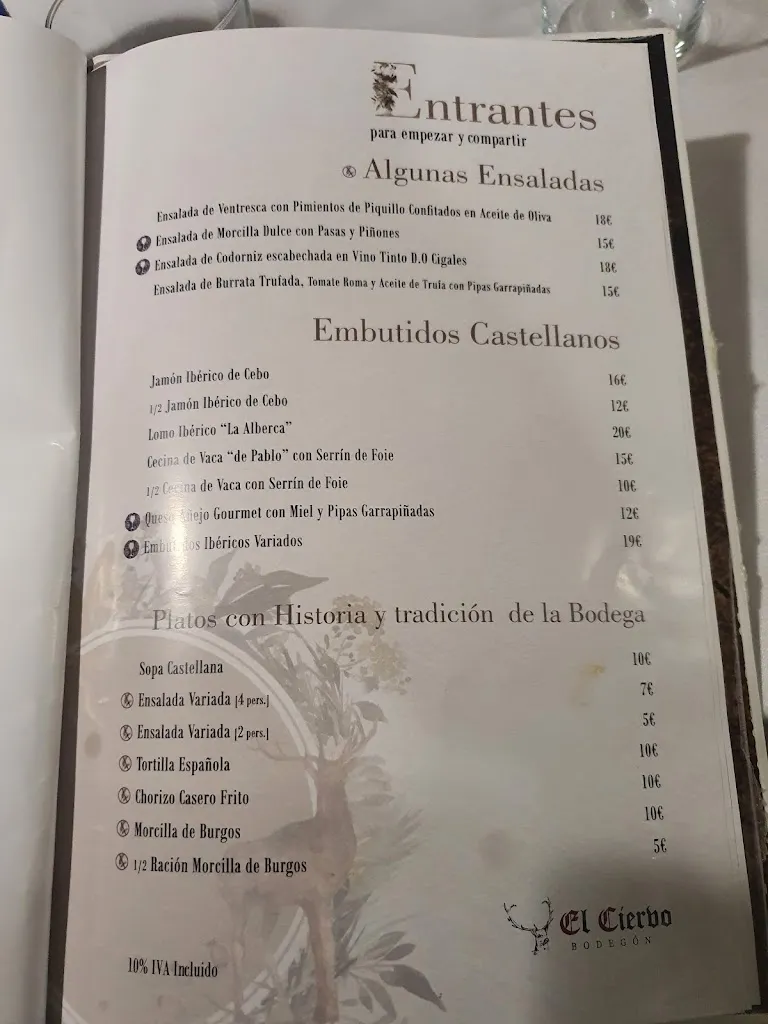 Entrantes
para empezar y compartir
Algunas Ensaladas
Ensalada de Ventresca con Pimientos de Piquillo Confitados en Aceite de Oliva 18€
Ensalada de Morcilla Dulce con Pasas y Piñones 15€
Ensalada de Codorniz escabechada en Vino Tinto D.O Cigales 18€
Ensalada de Burrata Trufada, Tomate Roma y Aceite de Trufa con Pipas Garrapiñadas 15€
Embutidos Castellanos
Jamón Ibérico de Cebo 16€
1/2 Jamón Ibérico de Cebo 12€
Lomo Ibérico “La Alberca” 20€
Cecina de Vaca “de Pablo” con Serrín de Foie 15€
1/2 Cecina de Vaca con Serrín de Foie 10€
Queso Añejo Gourmet con Miel y Pipas Garrapiñadas 12€
Embutidos Ibéricos Variados 19€
Platos con Historia y tradición de la Bodega
Sopa Castellana 10€
Ensalada Variada [4 pers.] 7€
Ensalada Variada [2 pers.] 5€
Tortilla Española 10€
Chorizo Casero Frito 10€
Morcilla de Burgos 10€
1/2 Ración Morcilla de Burgos 5€
El Ciervo
BODEGÓN
10% IVA Incluido